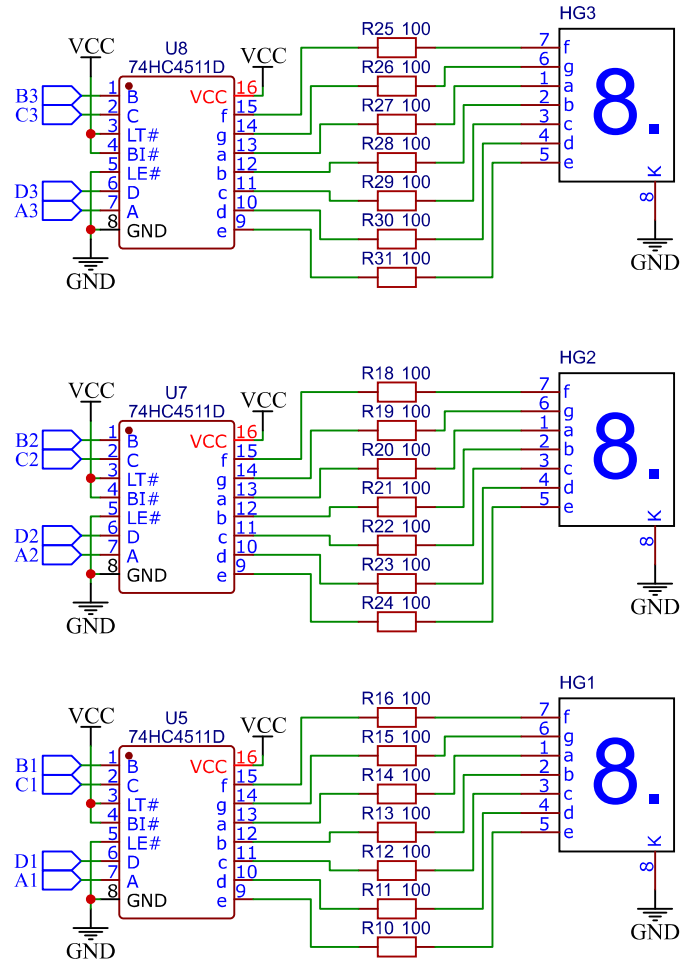 HG3
R25 100
VCC U8 VCC 7 f
74HC4511D R26 100 6 g
B3 1 B VCC 16 1 a
C3 2 C f 15 R27 100 2 b
3 LT# g 14 3 c
4 BI# a 13 R28 100 4 d
5 LE# b 12 5 e
D3 6 D c 11 R29 100 K
A3 7 A d 10 8
8 GND e 9 R30 100
8.
GND R31 100 GND
HG2
R18 100
VCC U7 VCC 7 f
74HC4511D R19 100 6 g
B2 1 B VCC 16 1 a
C2 2 C f 15 R20 100 2 b
3 LT# g 14 3 c
4 BI# a 13 R21 100 4 d
5 LE# b 12 5 e
D2 6 D c 11 R22 100 K
A2 7 A d 10 8
8 GND e 9 R23 100
8.
GND R24 100 GND
HG1
R16 100
VCC U5 VCC 7 f
74HC4511D R15 100 6 g
B1 1 B VCC 16 1 a
C1 2 C f 15 R14 100 2 b
3 LT# g 14 3 c
4 BI# a 13 R13 100 4 d
5 LE# b 12 5 e
D1 6 D c 11 R12 100 K
A1 7 A d 10 8
8 GND e 9 R11 100
8.
GND R10 100 GND